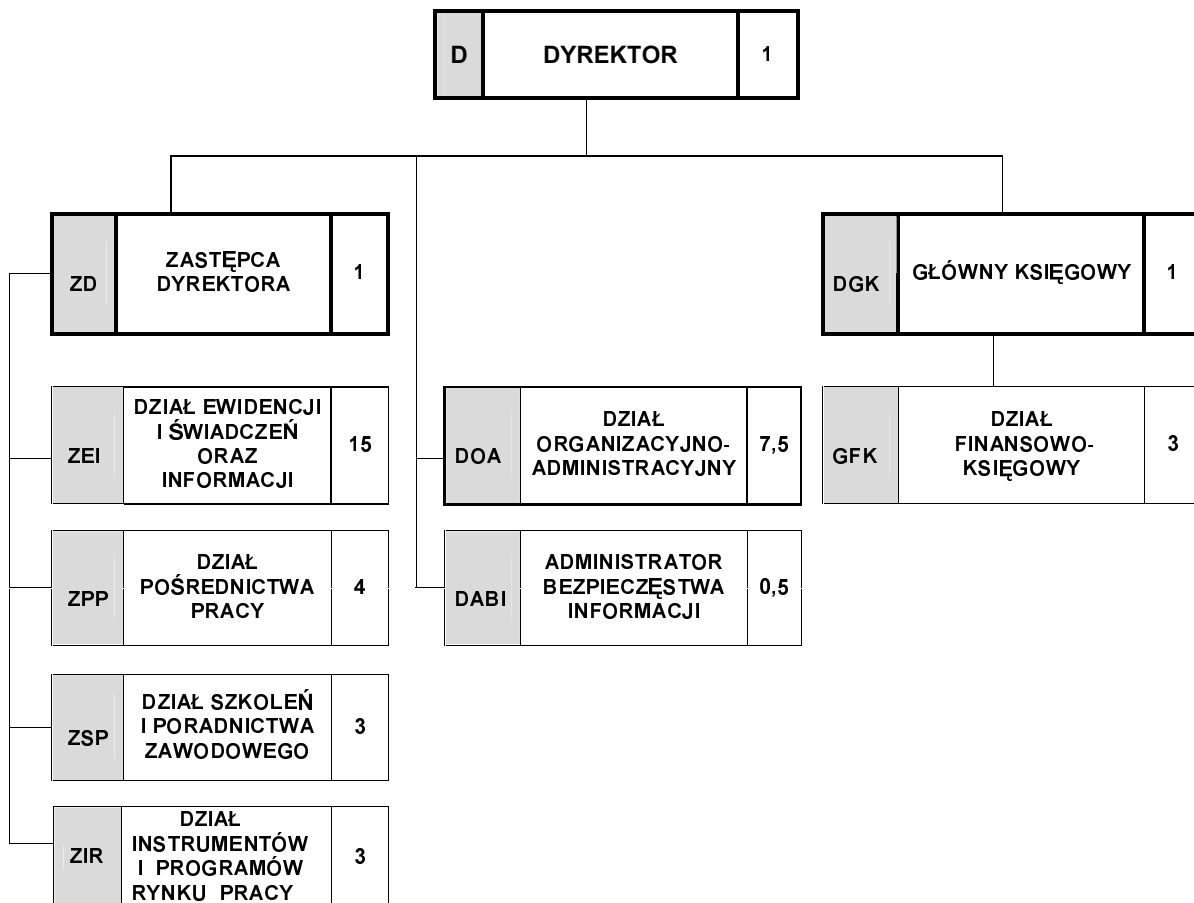 D
DYREKTOR
1
ZD
ZASTĘPCA
DYREKTORA
1
DGK
GŁÓWNY KSIĘGOWY
1
ZEI
DZIAŁ EWIDENCJI
I ŚWIADCZEŃ
ORAZ
INFORMACJI
15
DOA
DZIAŁ
ORGANIZACYJNO-
ADMINISTRACYJNY
7,5
GFK
DZIAŁ
FINANSOWO-
KSIĘGOWY
3
ZPP
DZIAŁ
POŚREDNICTWA
PRACY
4
DABI
ADMINISTRATOR
BEZPIECZĘSTWA
INFORMACJI
0,5
ZSP
DZIAŁ SZKOLEŃ
I PORADNICTWA
ZAWODOWEGO
3
ZIR
DZIAŁ
INSTRUMENTÓW
I PROGRAMÓW
RYNKU PRACY
3